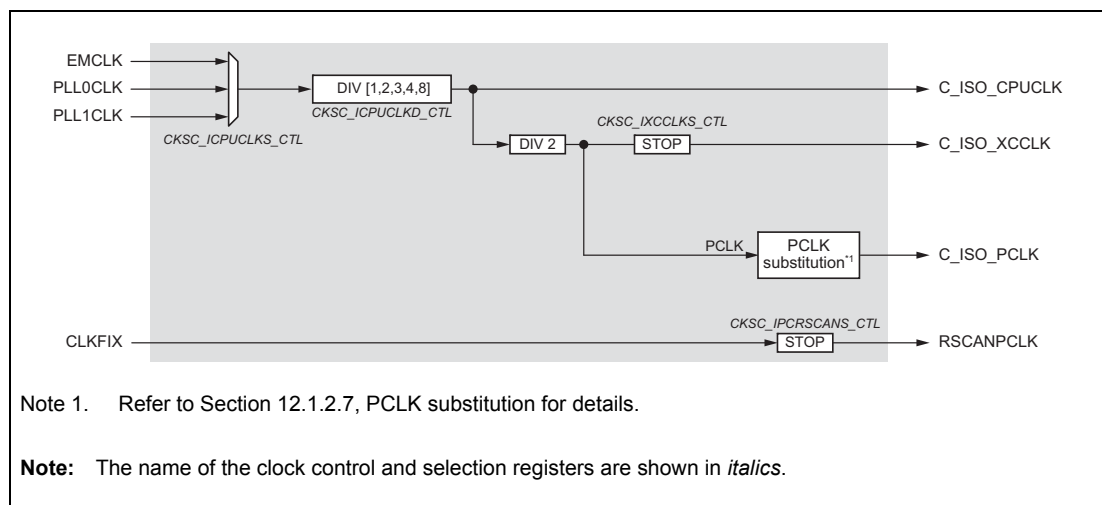 EMCLK
PLL0CLK
PLL1CLK
CKSC_ICPUCLKS_CTL
DIV [1,2,3,4,8]
CKSC_ICPUCLKD_CTL
C_ISO_CPUCLK
DIV 2
CKSC_IXCCLKS_CTL
STOP
C_ISO_XCCLK
PCLK
PCLK
substitution*1
C_ISO_PCLK
CLKFIX
CKSC_IPCRSCANS_CTL
STOP
RSCANPCLK
Note 1. Refer to Section 12.1.2.7, PCLK substitution for details.
Note: The name of the clock control and selection registers are shown in italics.